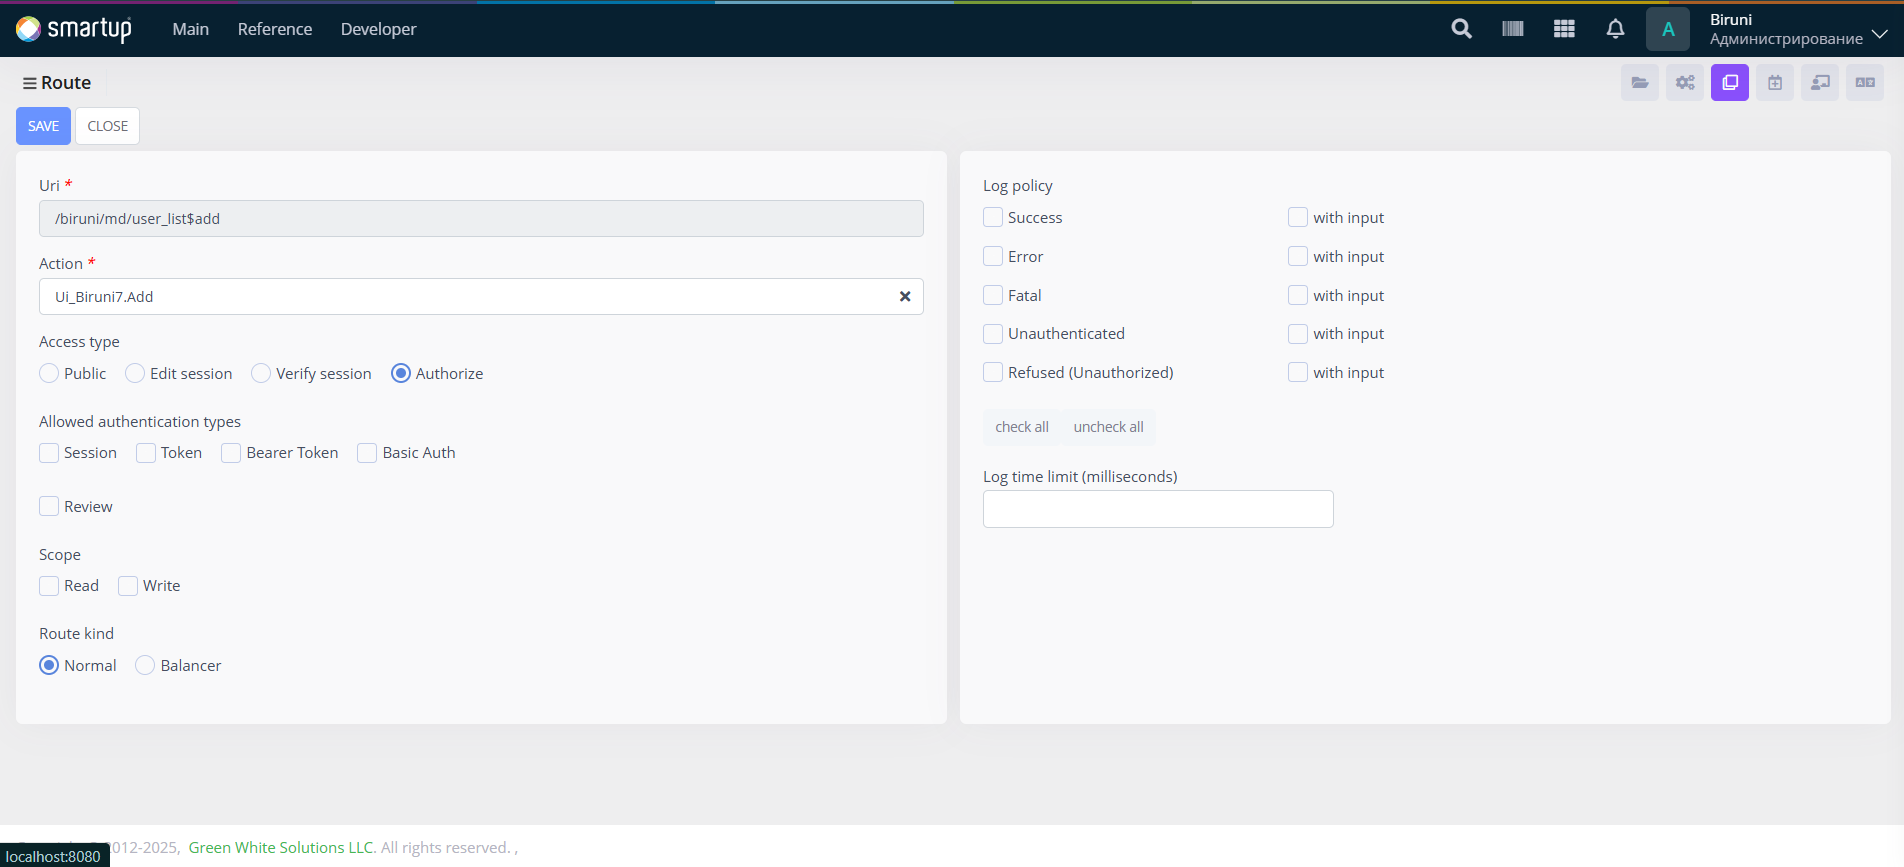 smartup Main Reference Developer A Biruni
Администрирование
Route
SAVE CLOSE
Uri *
/biruni/md/user_list$add
Action *
Ui_Biruni7.Add
Access type
Public Edit session Verify session Authorize
Allowed authentication types
Session Token Bearer Token Basic Auth
Review
Scope
Read Write
Route kind
Normal Balancer
Log policy
Success with input
Error with input
Fatal with input
Unauthenticated with input
Refused (Unauthorized) with input
check all uncheck all
Log time limit (milliseconds)
2012-2025, Green White Solutions LLC. All rights reserved. ,
localhost:8080